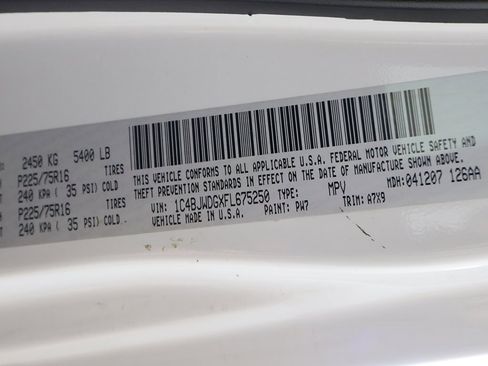 2450 KG 5400 LB
P225/75R16 TIRES
240 KPA ( 35 PSI) COLD
P225/75R16 TIRES
240 KPA ( 35 PSI) COLD
THIS VEHICLE CONFORMS TO ALL APPLICABLE U.S.A. FEDERAL MOTOR VEHICLE SAFETY AND
THEFT PREVENTION STANDARDS IN EFFECT ON THE DATE OF MANUFACTURE SHOWN ABOVE.
VIN: 1C4BJWDGXFL675250 TYPE: MPV MDH: 041207 126AA
VEHICLE MADE IN U.S.A. PAINT: PW7 TRIM: A7X9